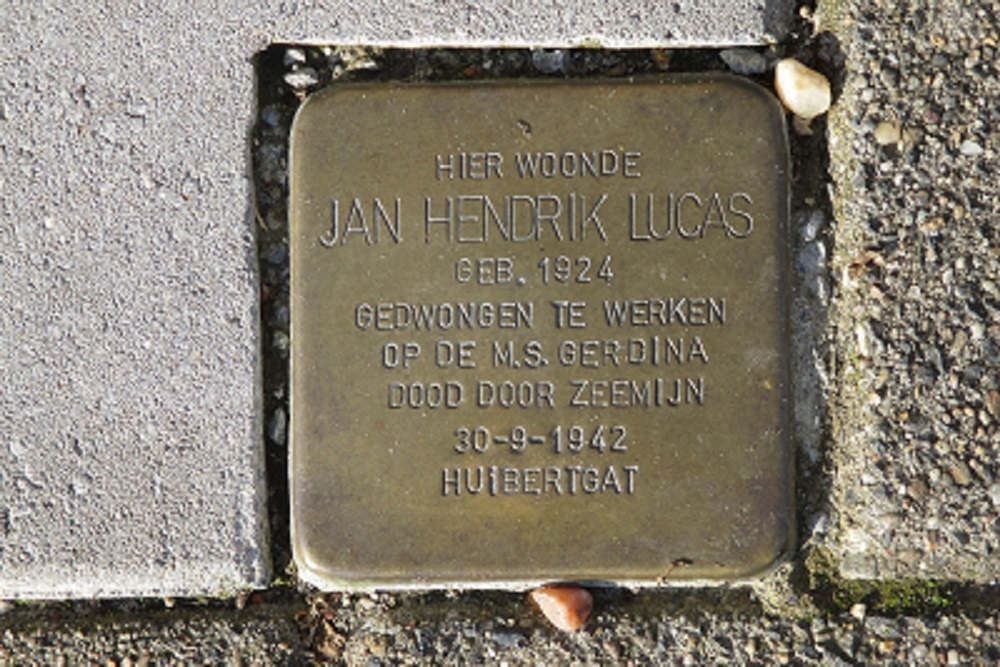 HIER WOONDE
JAN HENDRIK LUCAS
GEB. 1924
GEDWONGEN TE WERKEN
OP DE M.S. GERDINA
DOOD DOOR ZEEMIJN
30-9-1942
HUIBERTGAT